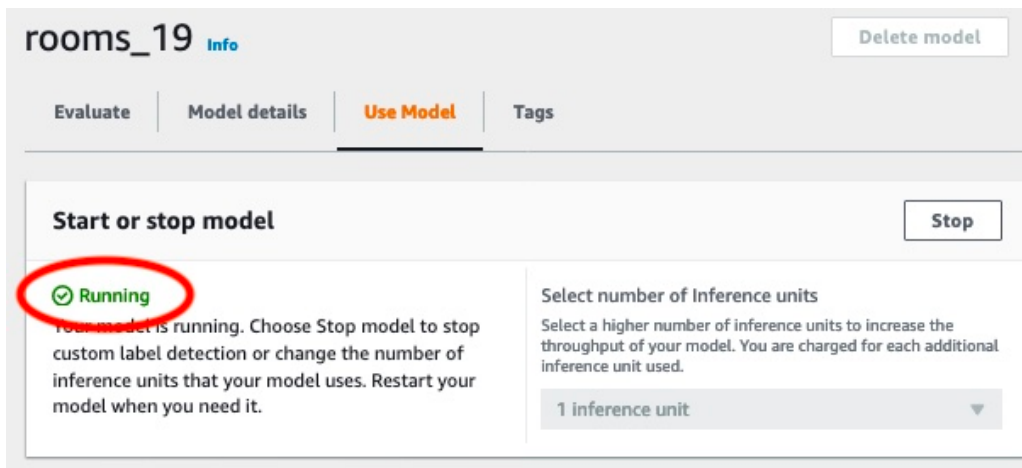 rooms_19 Info
Delete model
Evaluate
Model details
Use Model
Tags
Start or stop model
Stop
Running
Your model is running. Choose Stop model to stop
custom label detection or change the number of
inference units that your model uses. Restart your
model when you need it.
Select number of Inference units
Select a higher number of inference units to increase the
throughput of your model. You are charged for each additional
inference unit used.
1 inference unit